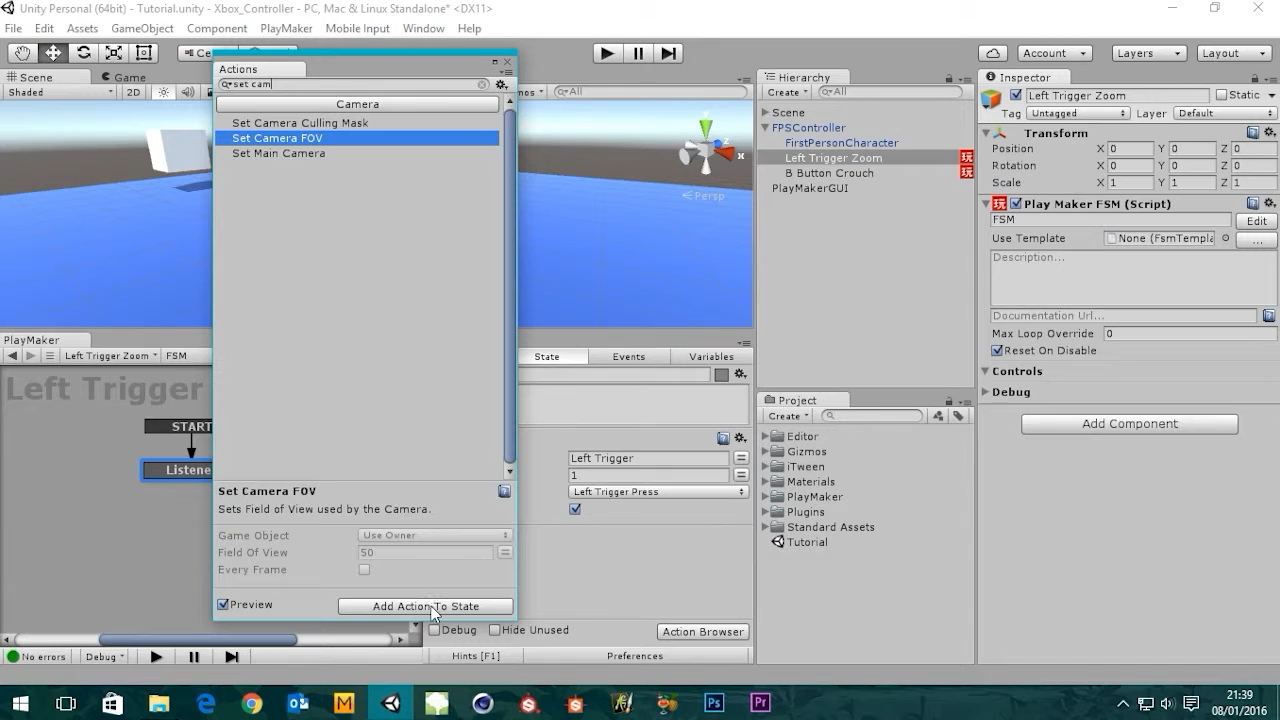 Unity Personal (64bit) - Tutorial.unity - Xbox_Controller - PC, Mac & Linux Standalone* <DX11>
File Edit Assets GameObject Component PlayMaker Mobile Input Window Help
Account Layers Layout
Scene Game
Shaded 2D All
Actions
set cam
Camera
Set Camera Culling Mask
Set Camera FOV
Set Main Camera
Set Camera FOV
Sets Field of View used by the Camera.
Game Object Use Owner
Field Of View 50
Every Frame
Preview Add Action To State
x
Persp
PlayMaker
Left Trigger Zoom FSM
Left Trigger
START
Listene
State Events Variables
Left Trigger
1
Left Trigger Press
Debug Hide Unused Action Browser
No errors Debug Hints [F1] Preferences
Hierarchy
Create All
Scene
FPSController
FirstPersonCharacter
Left Trigger Zoom
B Button Crouch
PlayMakerGUI
Project
Create
Editor
Gizmos
iTween
Materials
PlayMaker
Plugins
Standard Assets
Tutorial
Inspector
Left Trigger Zoom Static
Tag Untagged Layer Default
Transform
Position X 0 Y 0 Z 0
Rotation X 0 Y 0 Z 0
Scale X 1 Y 1 Z 1
玩 Play Maker FSM (Script)
FSM Edit
Use Template None (FsmTempla ...
Description...
Documentation Url...
Max Loop Override 0
Reset On Disable
Controls
Debug
Add Component
M Ps Pr
21:39
08/01/2016